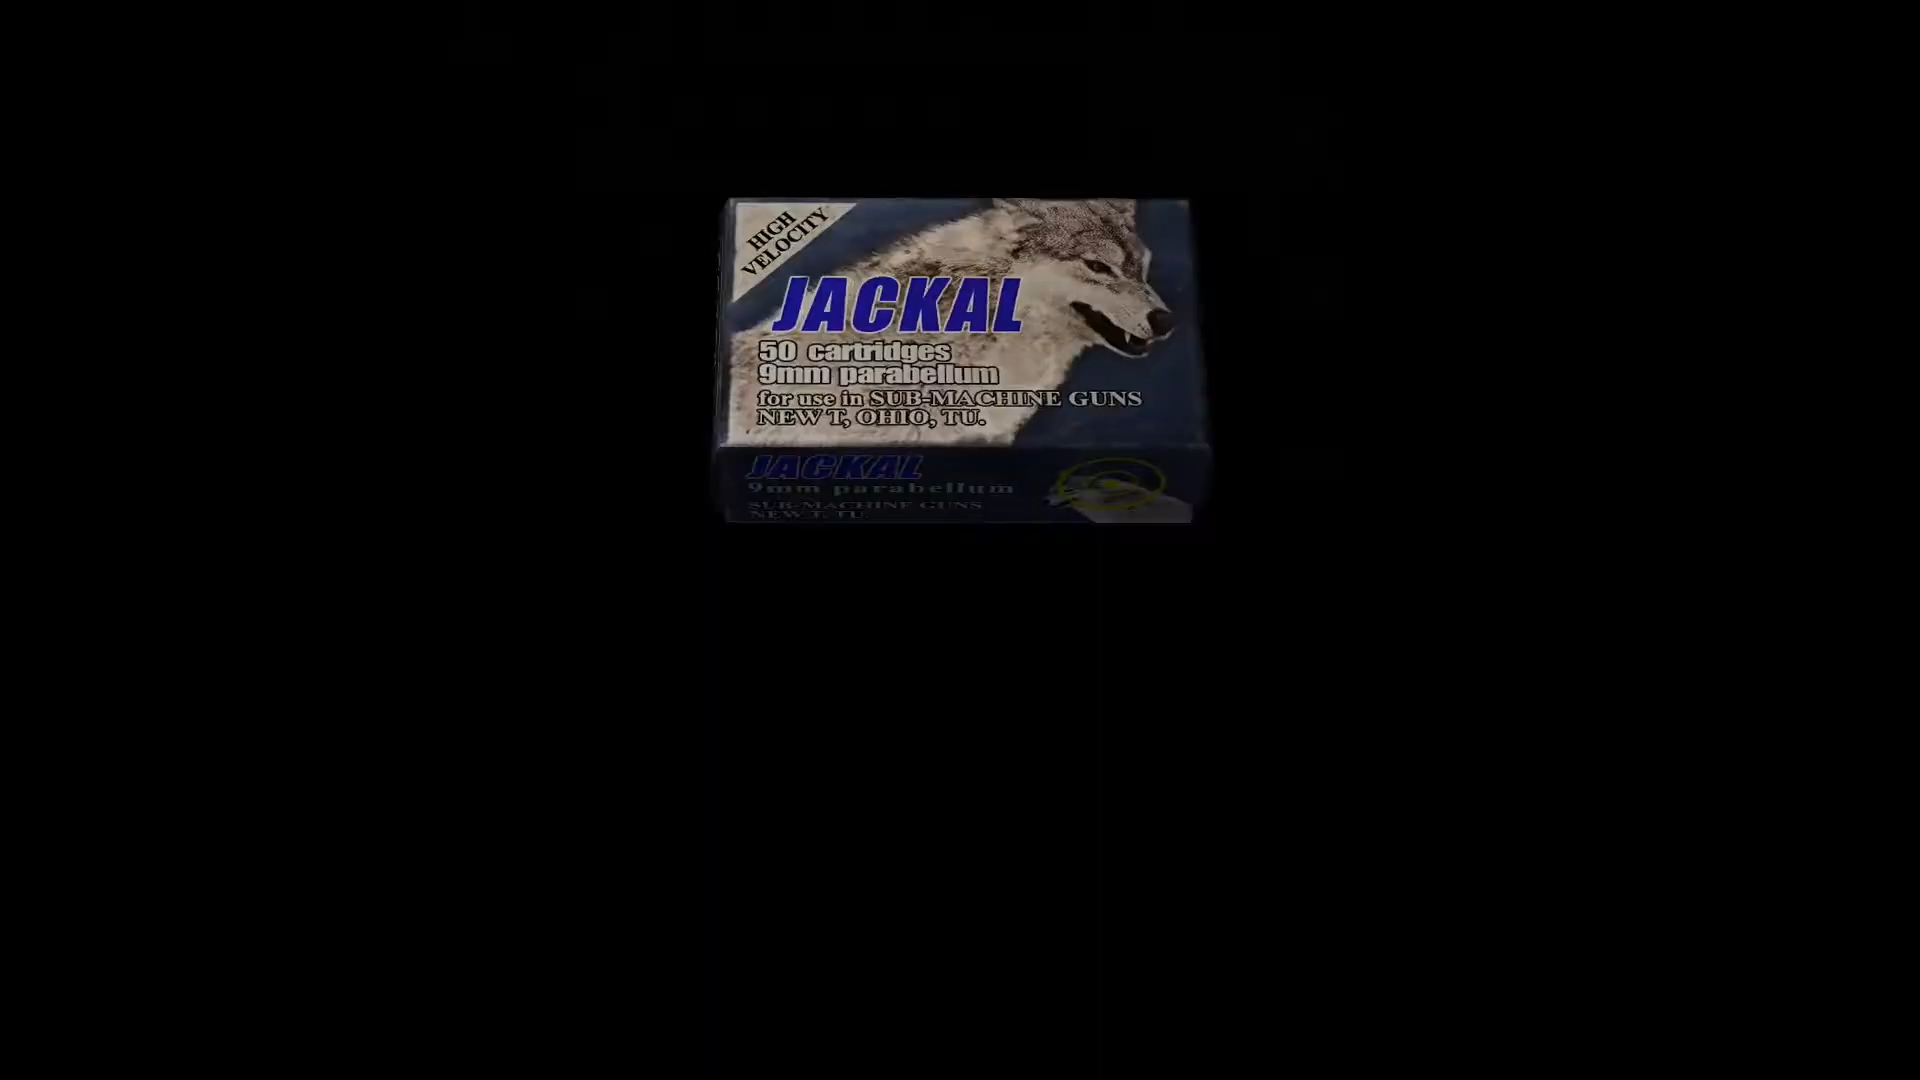 HIGH
VELOCITY
JACKAL
50 cartridges
9mm parabellum
for use in SUB-MACHINE GUNS
NEW T, OHIO, TU.
JACKAL
9mm parabellum
SUB-MACHINE GUNS
NEW T. TU.